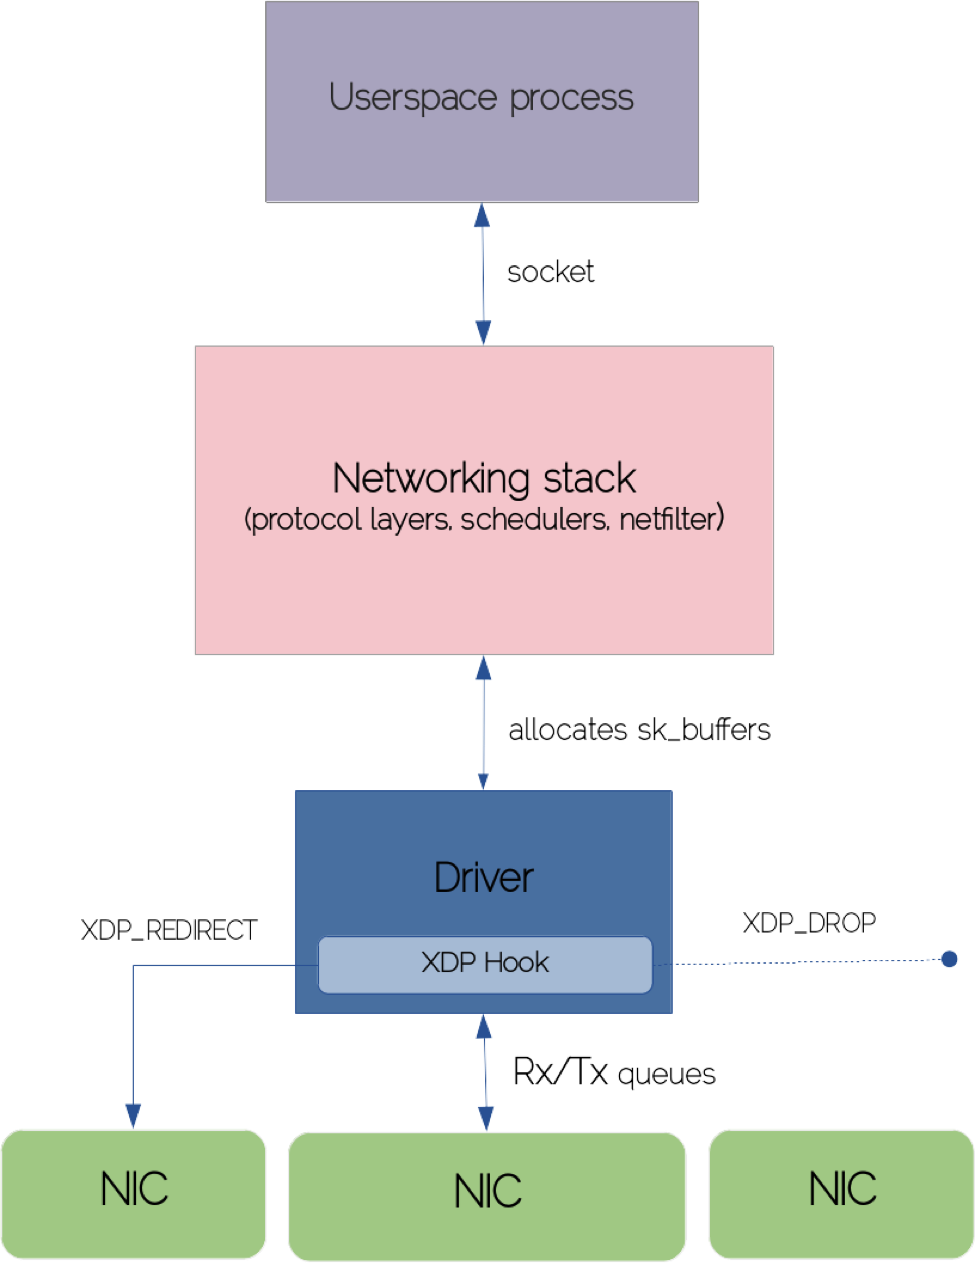 Userspace process
socket
Networking stack
(protocol layers, schedulers, netfilter)
allocates sk_buffers
Driver
XDP_REDIRECT
XDP_DROP
XDP Hook
Rx/Tx queues
NIC
NIC
NIC